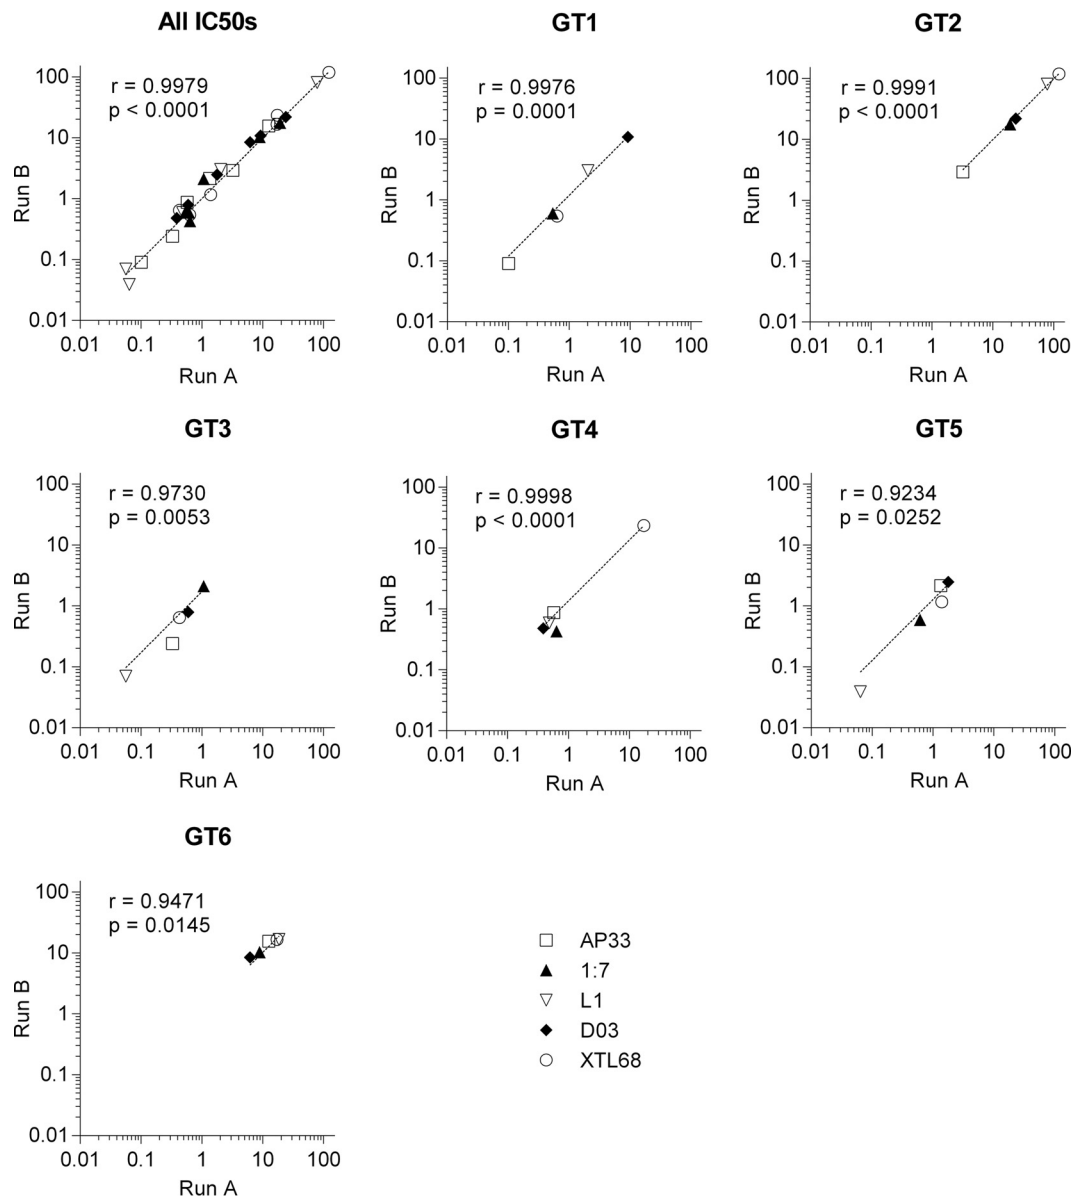 All IC50s
r = 0.9979
p < 0.0001
100
10
1
0.1
0.01
Run B
0.01 0.1 1 10 100
Run A
GT1
r = 0.9976
p = 0.0001
100
10
1
0.1
0.01
Run B
0.01 0.1 1 10 100
Run A
GT2
r = 0.9991
p < 0.0001
100
10
1
0.1
0.01
Run B
0.01 0.1 1 10 100
Run A
GT3
r = 0.9730
p = 0.0053
100
10
1
0.1
0.01
Run B
0.01 0.1 1 10 100
Run A
GT4
r = 0.9998
p < 0.0001
100
10
1
0.1
0.01
Run B
0.01 0.1 1 10 100
Run A
GT5
r = 0.9234
p = 0.0252
100
10
1
0.1
0.01
Run B
0.01 0.1 1 10 100
Run A
GT6
r = 0.9471
p = 0.0145
100
10
1
0.1
0.01
Run B
0.01 0.1 1 10 100
Run A
AP33
1:7
L1
D03
XTL68